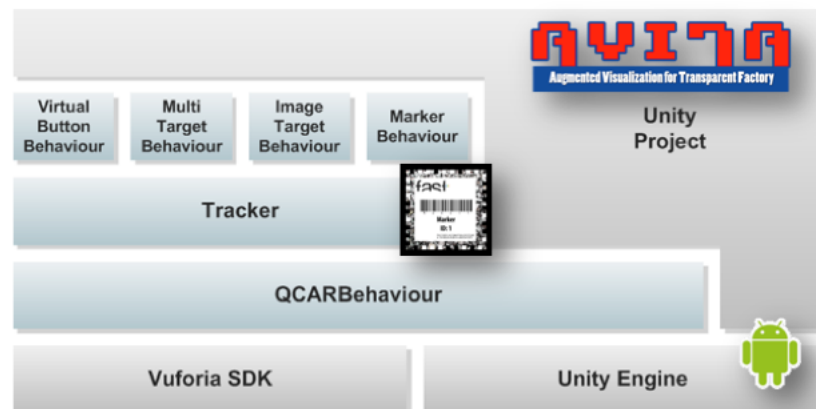 AVITA
Augmented Visualization for Transparent Factory
Unity
Project
Virtual
Button
Behaviour
Multi
Target
Behaviour
Image
Target
Behaviour
Marker
Behaviour
Tracker
fast
Marker
ID: 1
QCARBehaviour
Vuforia SDK
Unity Engine